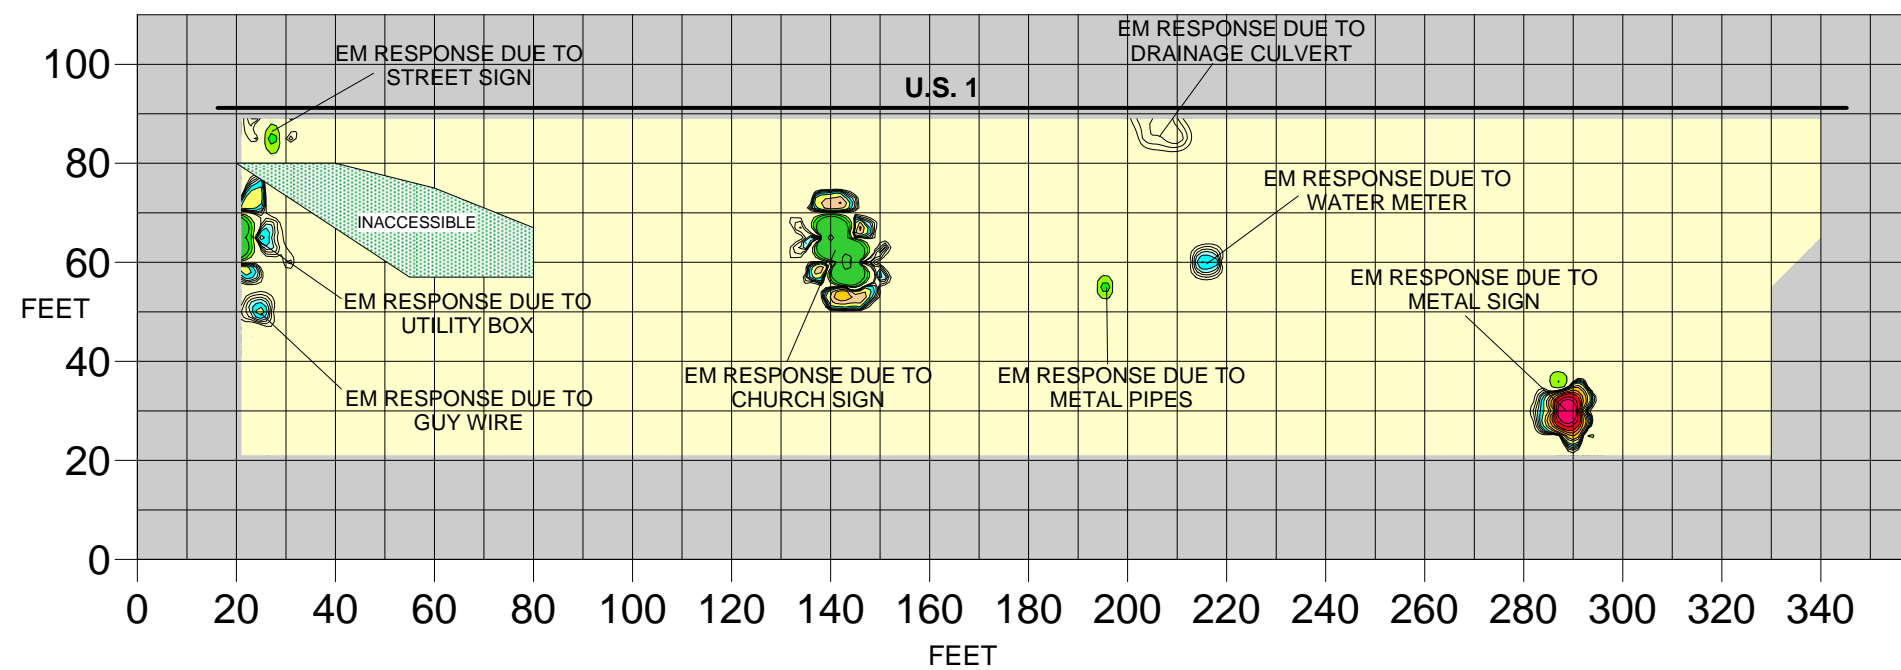 EM RESPONSE DUE TO
DRAINAGE CULVERT
EM RESPONSE DUE TO
STREET SIGN
U.S. 1
EM RESPONSE DUE TO
WATER METER
INACCESSIBLE
EM RESPONSE DUE TO
METAL SIGN
EM RESPONSE DUE TO
UTILITY BOX
EM RESPONSE DUE TO
CHURCH SIGN
EM RESPONSE DUE TO
METAL PIPES
EM RESPONSE DUE TO
GUY WIRE
100
80
60
FEET
40
20
0
0 20 40 60 80 100 120 140 160 180 200 220 240 260 280 300 320 340
FEET